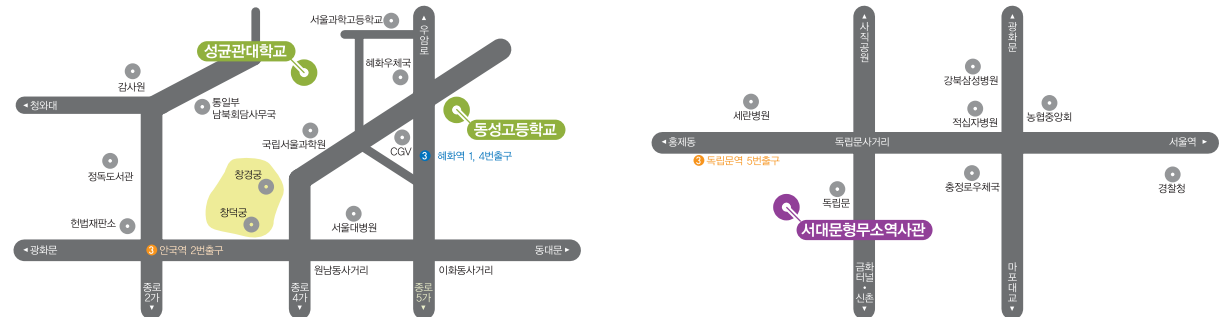 서울과학고등학교
우암로
성균관대학교
혜화우체국
감사원
청와대
통일부
남북회담사무국
국립서울과학원
CGV
동성고등학교
3 혜화역 1, 4번출구
정독도서관
창경궁
창덕궁
헌법재판소
서울대병원
광화문
3 안국역 2번출구
동대문
원남동사거리
이화동사거리
종로
2가
종로
4가
종로
5가
사직공원
광화문
강북삼성병원
세란병원
적십자병원
농협중앙회
홍제동
독립문사거리
서울역
3 독립문역 5번출구
충정로우체국
경찰청
독립문
서대문형무소역사관
금화
터널
•
신촌
마포대교